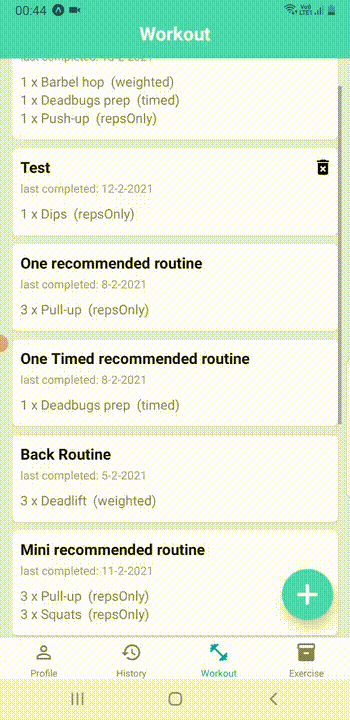 00:44
VoD LTE1
Workout
last completed: 12-2-2021
1 x Barbel hop (weighted)
1 x Deadbugs prep (timed)
1 x Push-up (repsOnly)
Test
last completed: 12-2-2021
1 x Dips (repsOnly)
One recommended routine
last completed: 8-2-2021
3 x Pull-up (repsOnly)
One Timed recommended routine
last completed: 8-2-2021
1 x Deadbugs prep (timed)
Back Routine
last completed: 5-2-2021
3 x Deadlift (weighted)
Mini recommended routine
last completed: 11-2-2021
3 x Pull-up (repsOnly)
3 x Squats (repsOnly)
Profile
History
Workout
Exercise